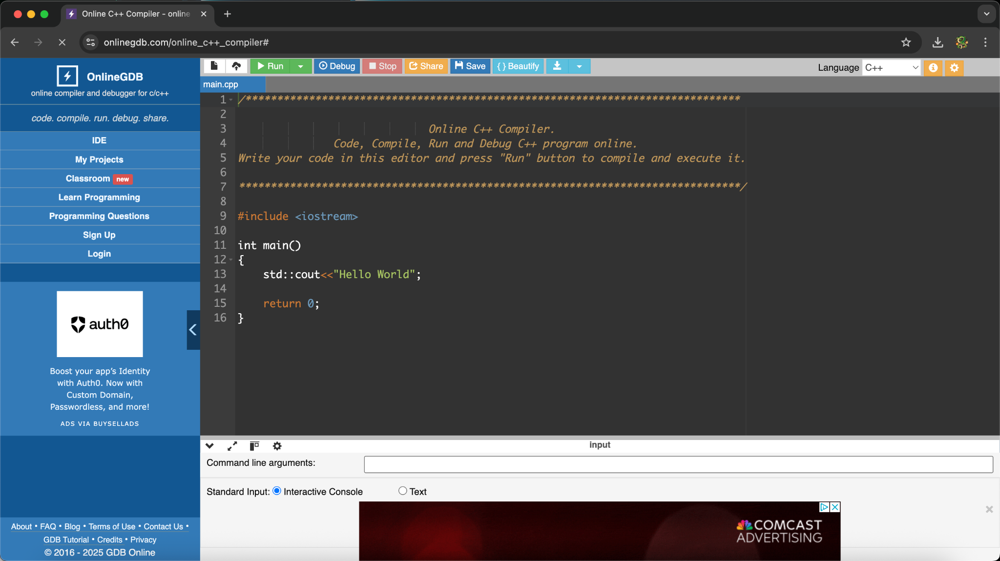 Online C++ Compiler - online
onlinegdb.com/online_c++_compiler#
OnlineGDB
online compiler and debugger for c/c++
code. compile. run. debug. share.
IDE
My Projects
Classroom new
Learn Programming
Programming Questions
Sign Up
Login
auth0
Boost your app’s Identity
with Auth0. Now with
Custom Domain,
Passwordless, and more!
ADS VIA BUYSELLADS
About • FAQ • Blog • Terms of Use • Contact Us •
GDB Tutorial • Credits • Privacy
© 2016 - 2025 GDB Online
Run Debug Stop Share Save { } Beautify Language C++
main.cpp
1 /******************************************************************************
2
3 Online C++ Compiler.
4 Code, Compile, Run and Debug C++ program online.
5 Write your code in this editor and press "Run" button to compile and execute it.
6
7 *******************************************************************************/
8
9 #include <iostream>
10
11 int main()
12 {
13 std::cout<<"Hello World";
14
15 return 0;
16 }
input
Command line arguments:
Standard Input: Interactive Console Text
COMCAST
ADVERTISING